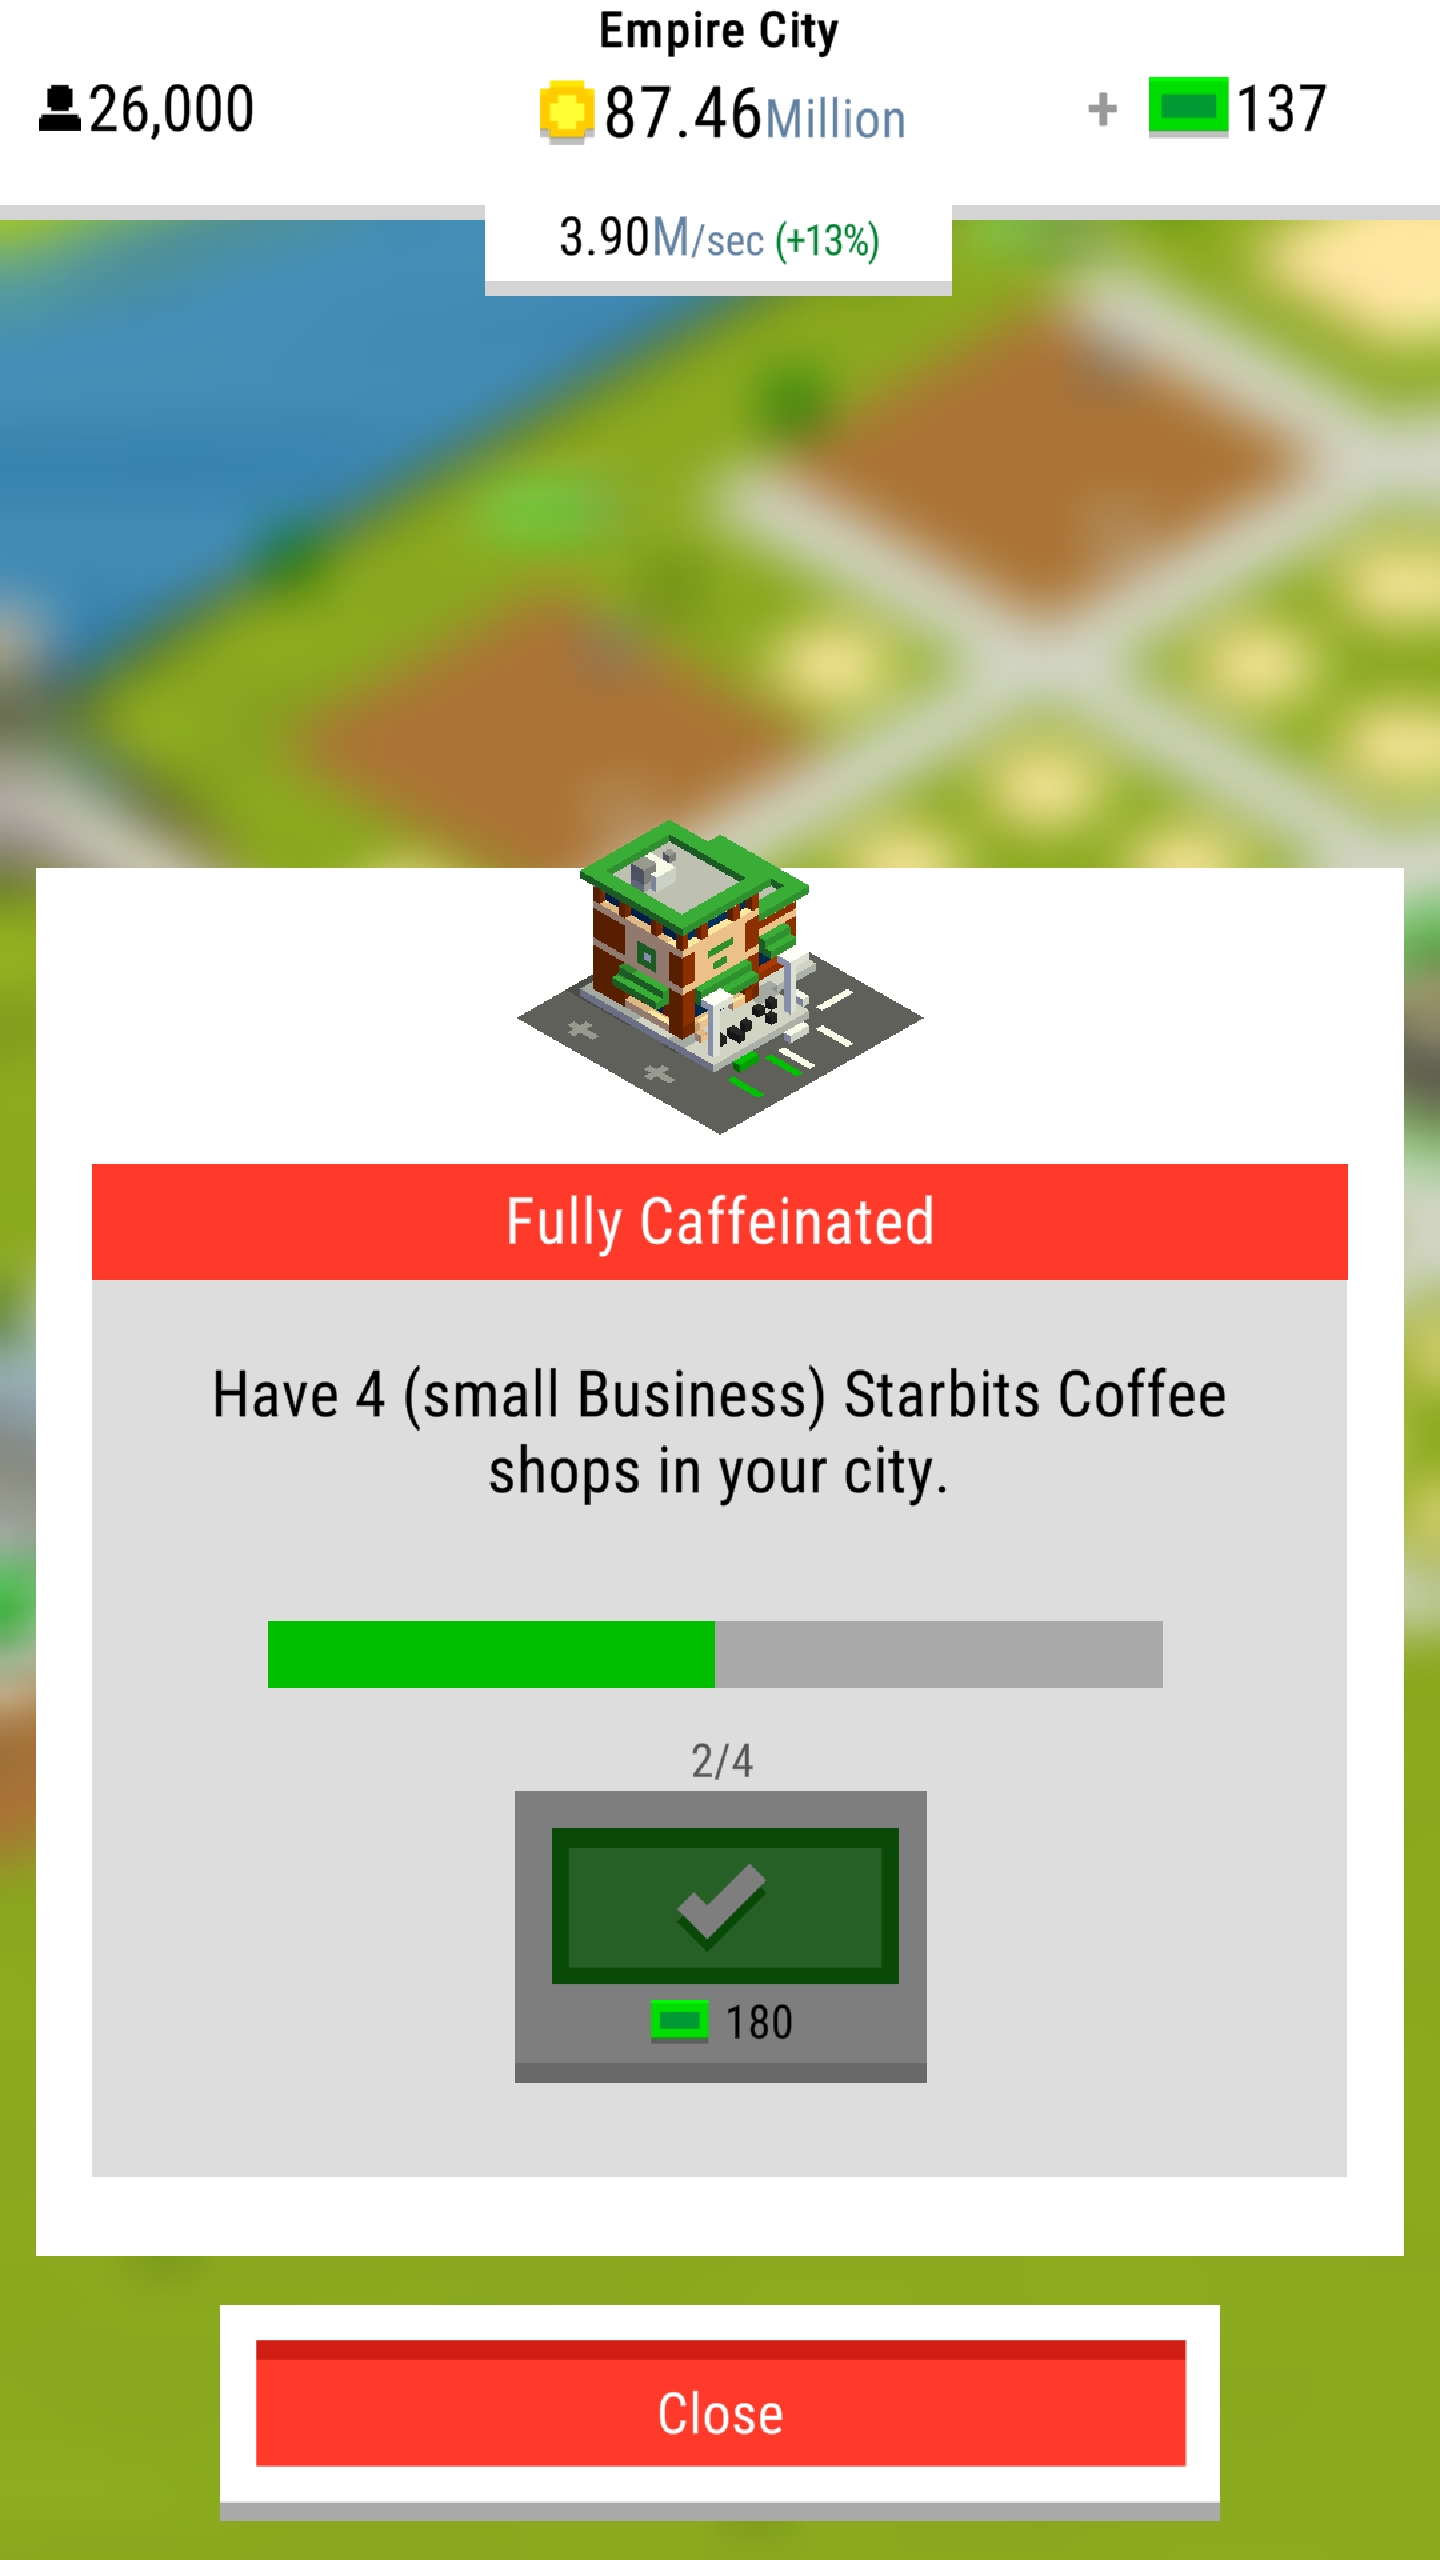 Empire City
26,000
87.46Million
+ 137
3.90M/sec (+13%)
Fully Caffeinated
Have 4 (small Business) Starbits Coffee
shops in your city.
2/4
180
Close